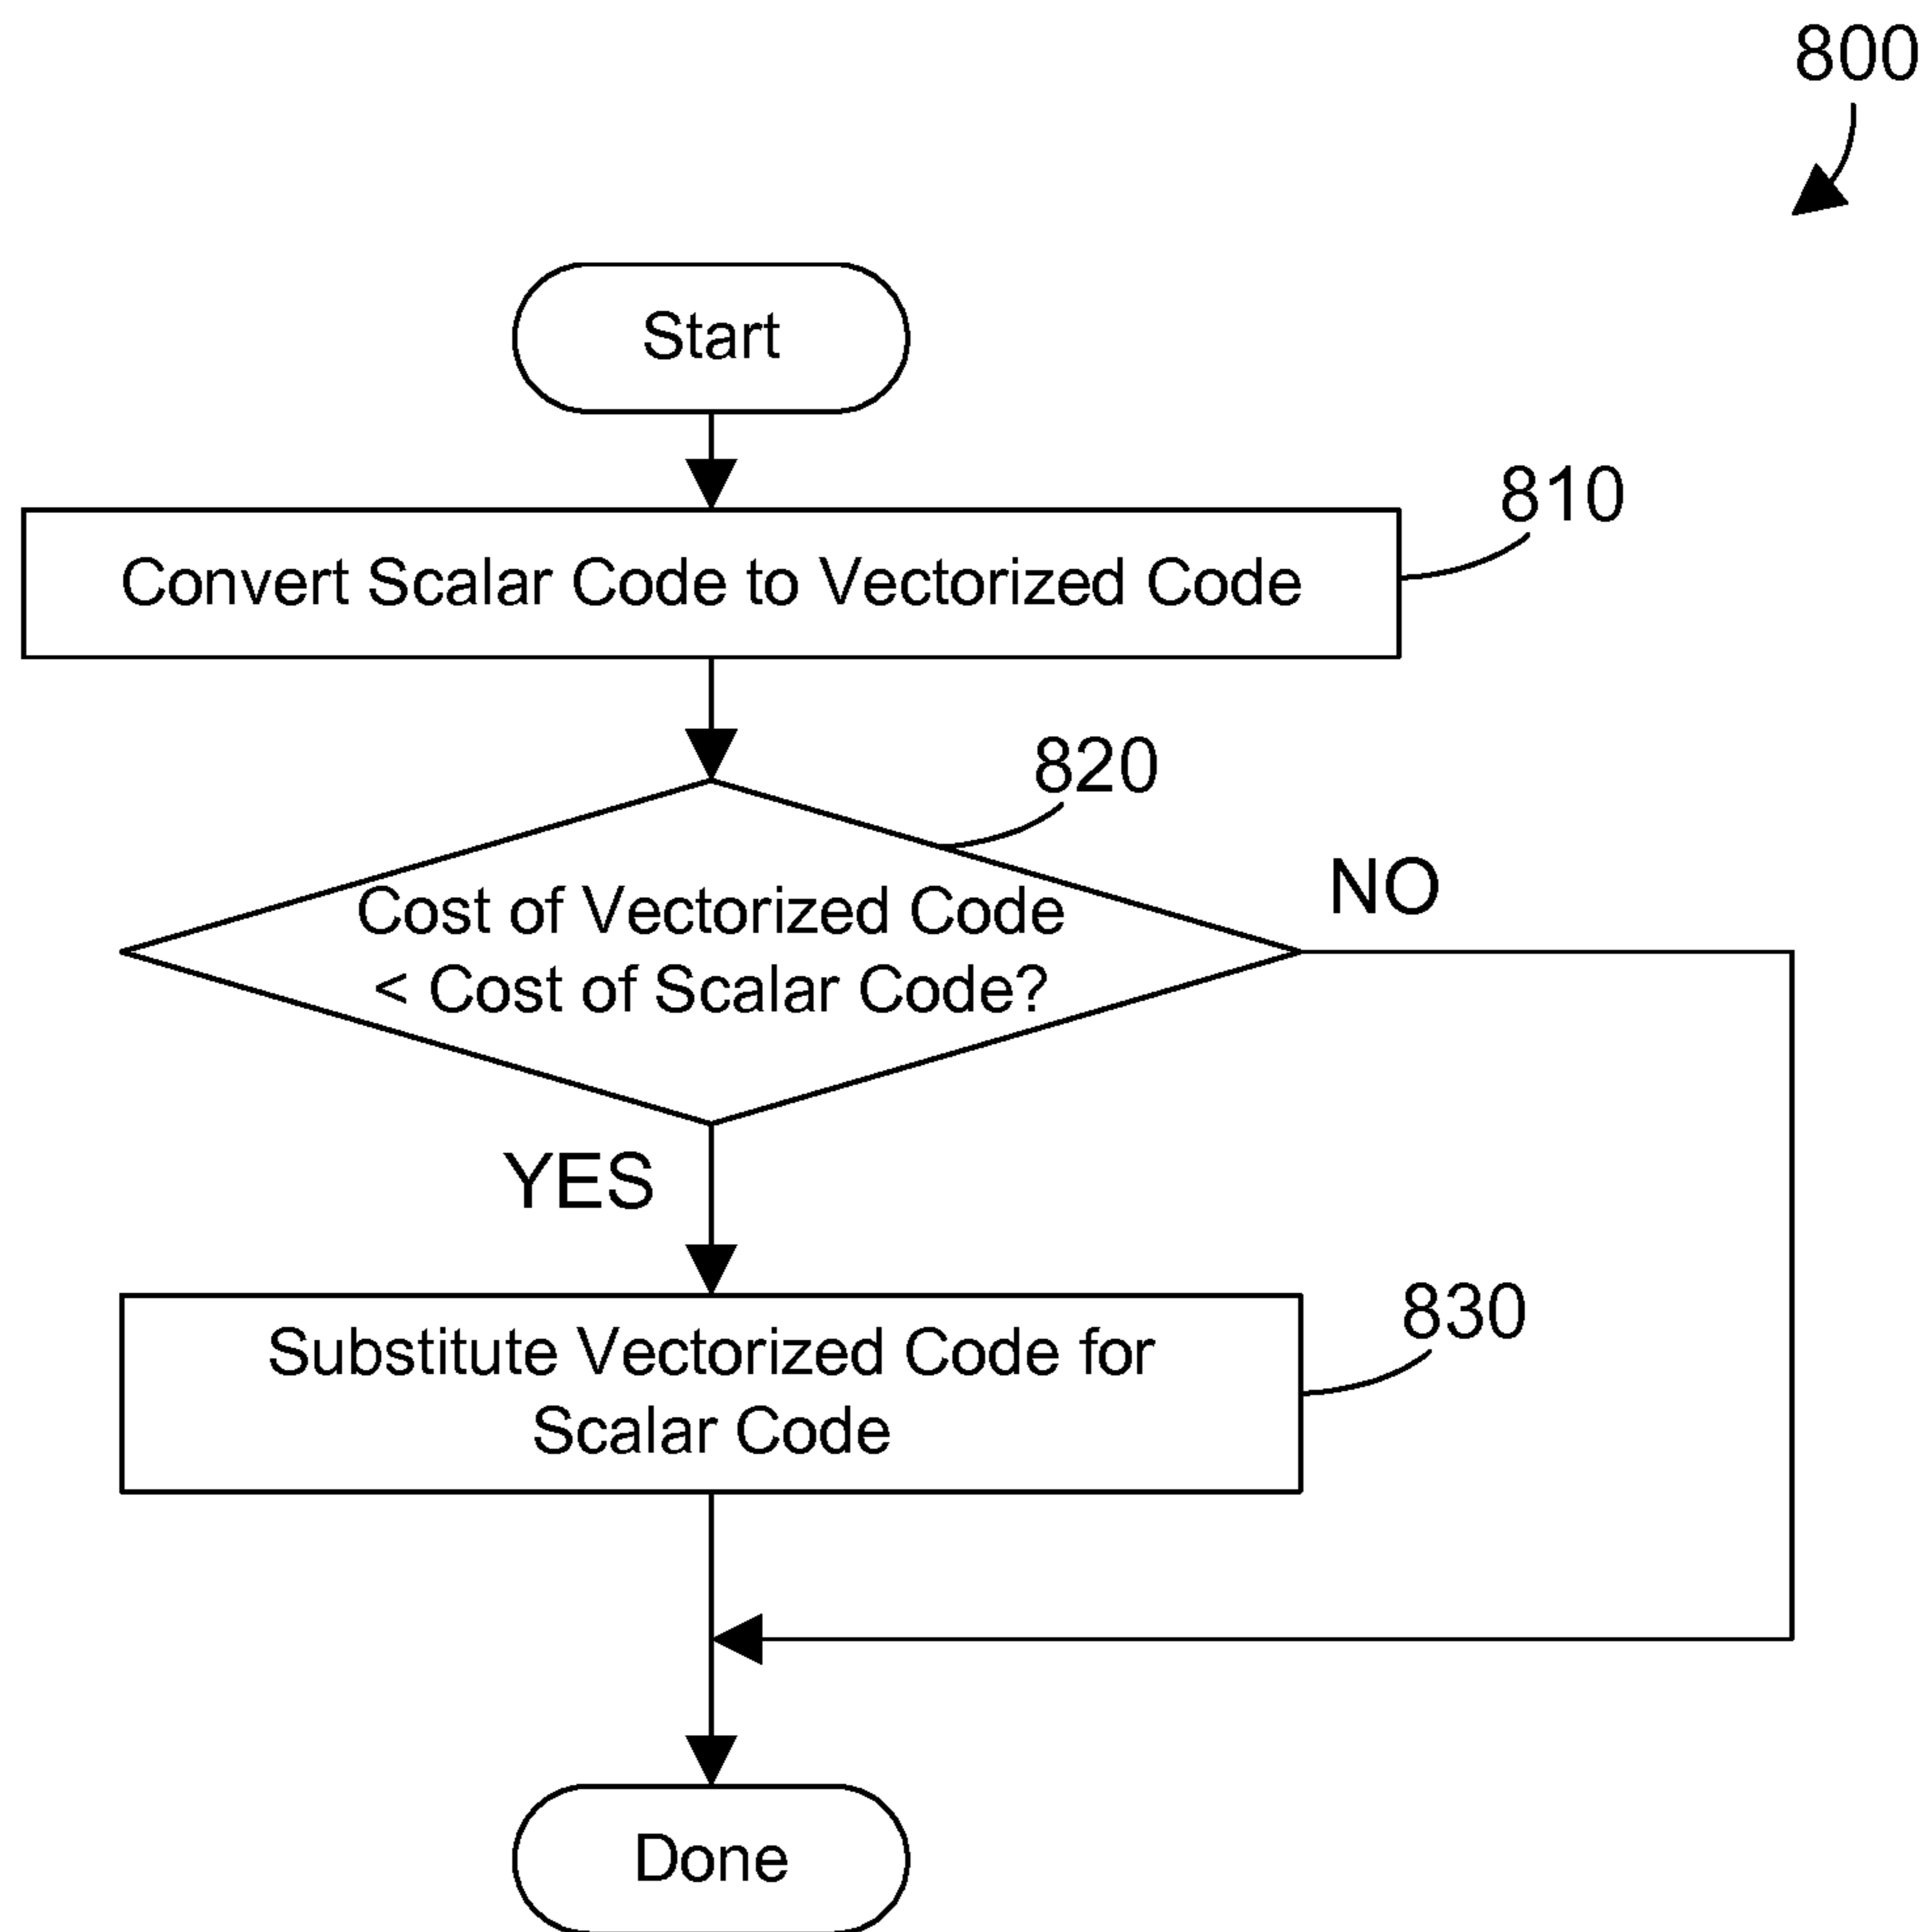 800
Start
810
Convert Scalar Code to Vectorized Code
820
NO
Cost of Vectorized Code
< Cost of Scalar Code?
YES
830
Substitute Vectorized Code for
Scalar Code
Done